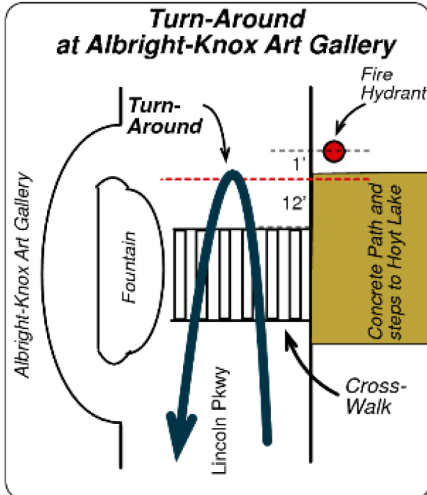 Turn-Around
at Albright-Knox Art Gallery
Fire
Hydrant
Turn-
Around
1'
12'
Albright-Knox Art Gallery
Fountain
Concrete Path and
steps to Hoyt Lake
Lincoln Pkwy
Cross-
Walk